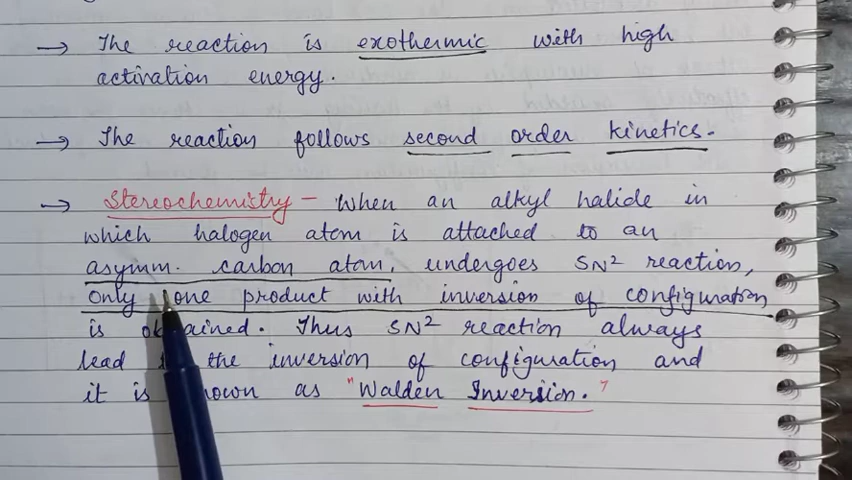 → The reaction is exothermic with high
activation energy.
→ The reaction follows second order kinetics.
→ Stereochemistry - When an alkyl halide in
which halogen atom is attached to an
asymm. carbon atom, undergoes SN² reaction,
only one product with inversion of configuration
is obtained. Thus SN² reaction always
lead the inversion of configuration and
it is known as "Walden Inversion."